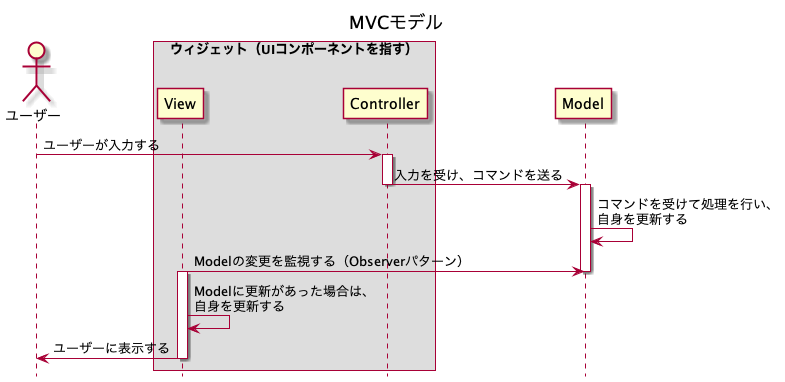 MVCモデル
ウィジェット（UIコンポーネントを指す）
ユーザー
View
Controller
Model
ユーザーが入力する
入力を受け、コマンドを送る
コマンドを受けて処理を行い、
自身を更新する
Modelの変更を監視する（Observerパターン）
Modelに更新があった場合は、
自身を更新する
ユーザーに表示する